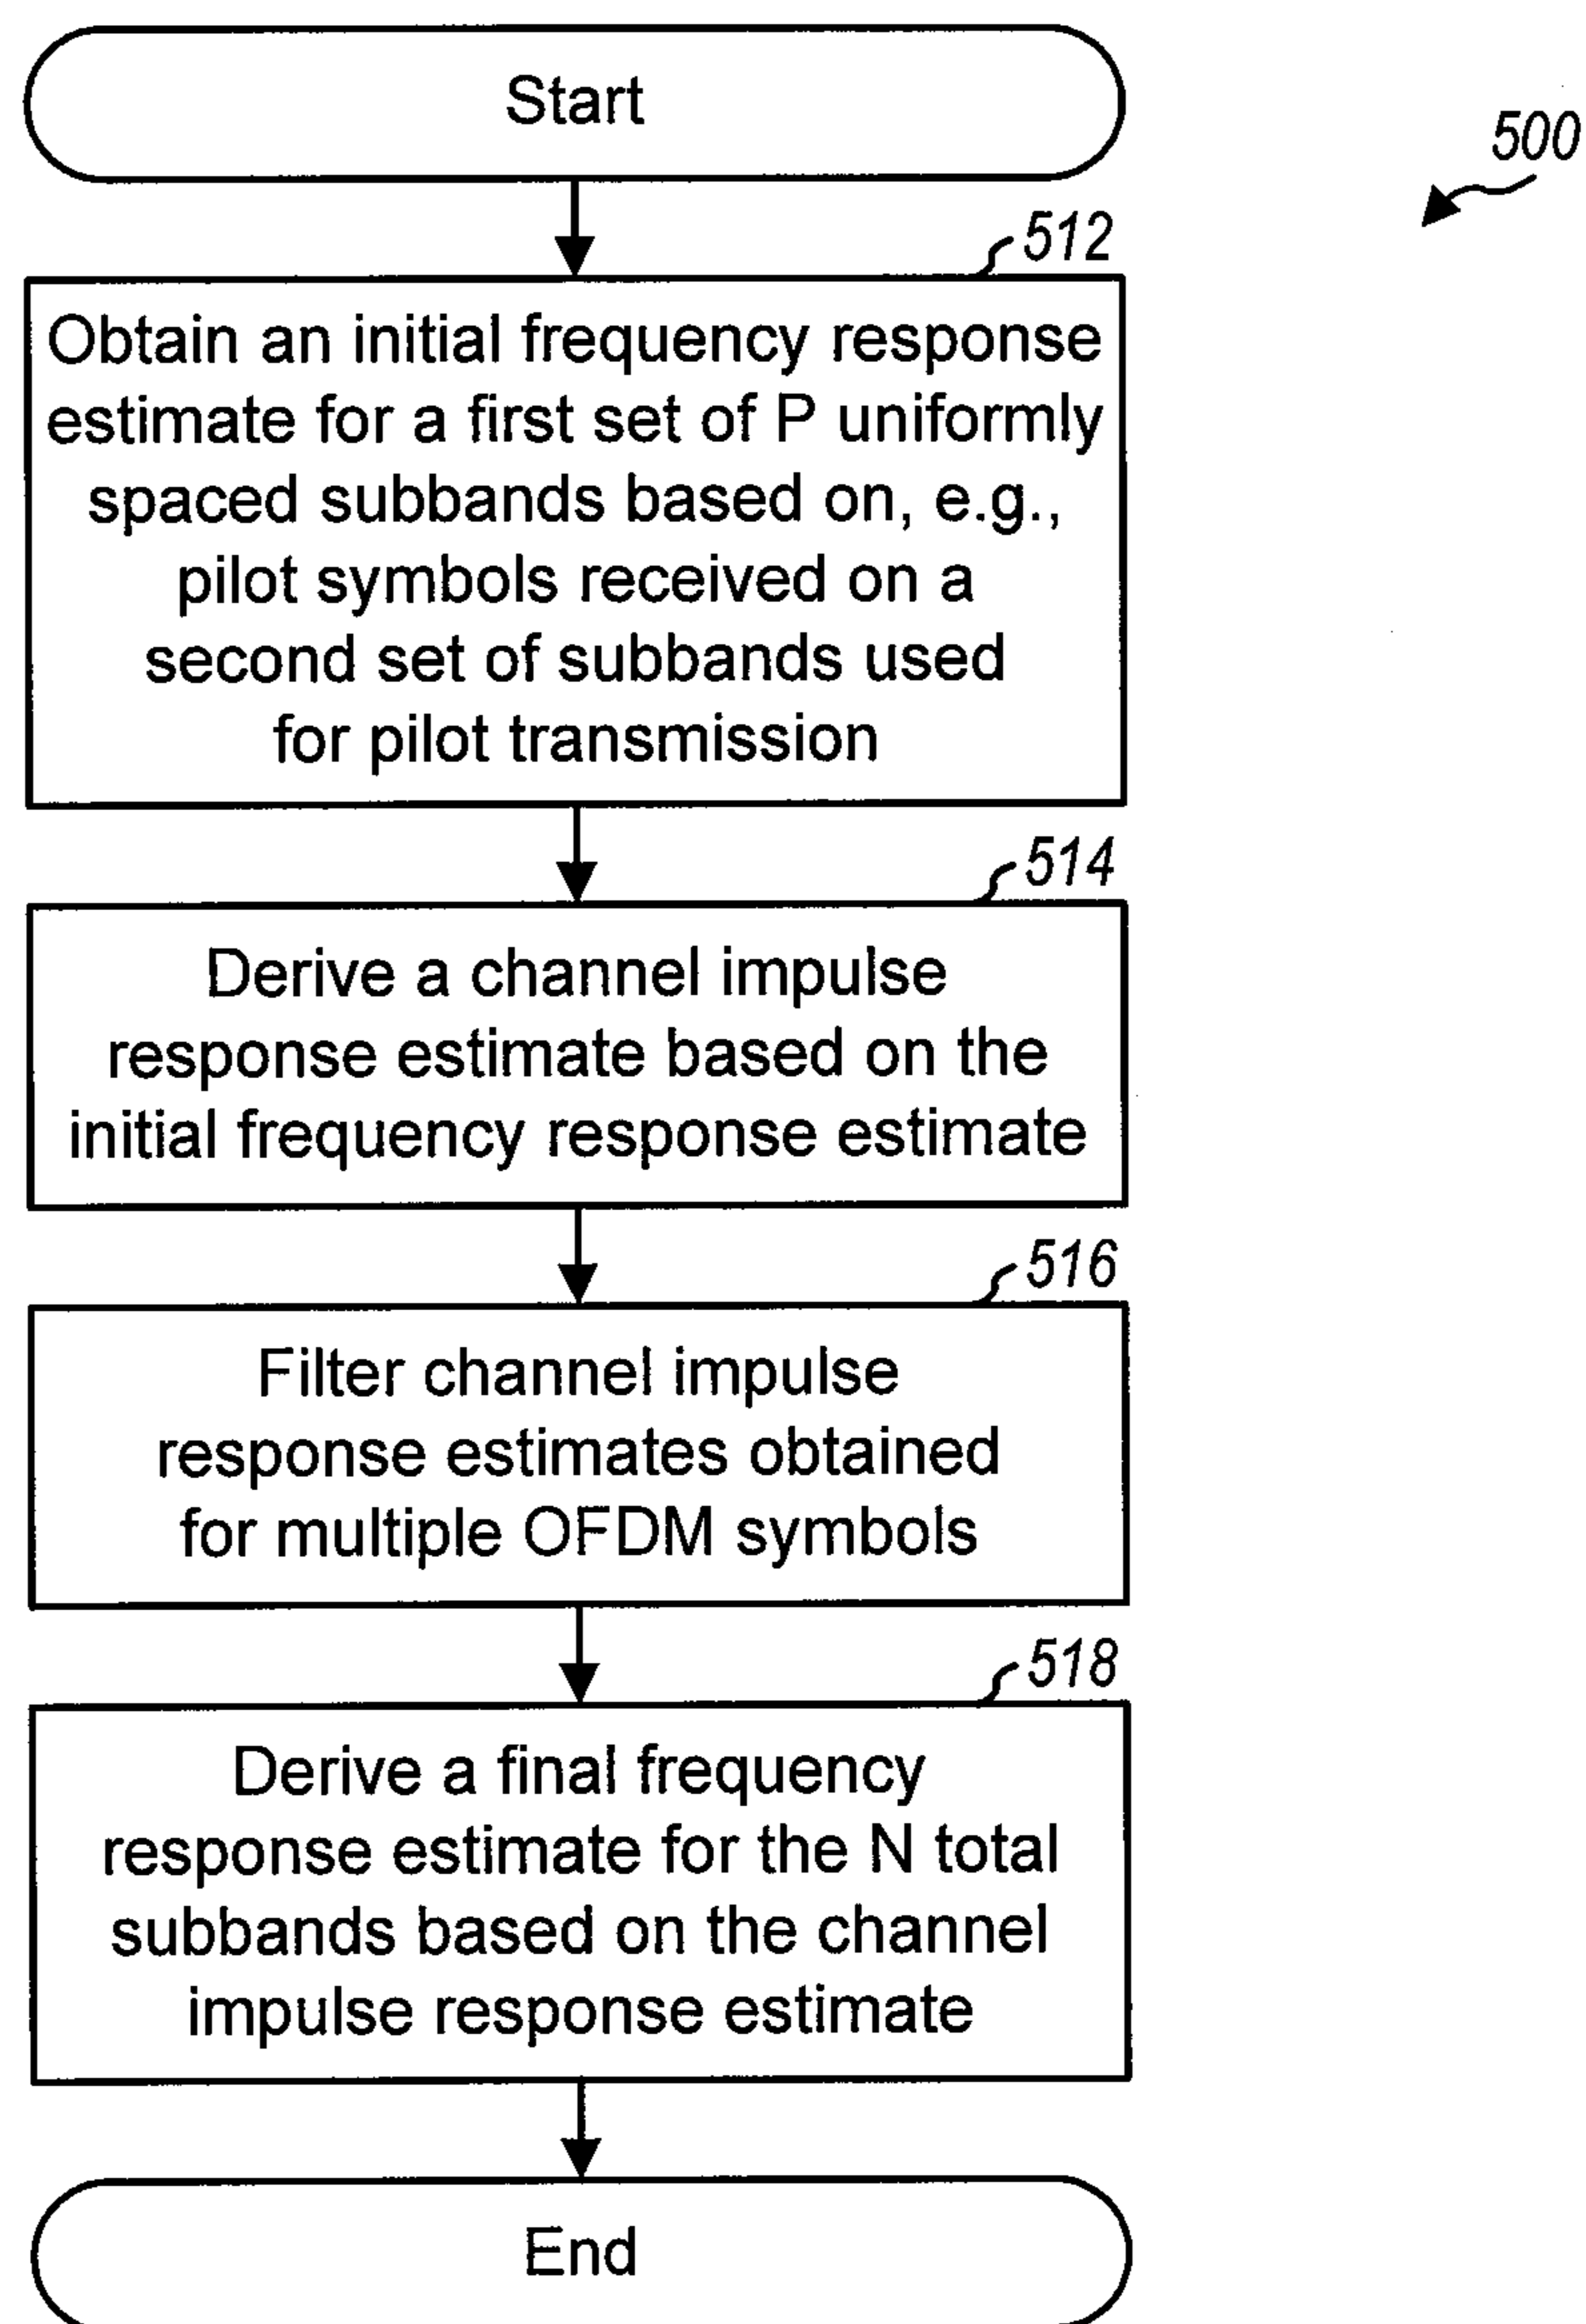 Start
500
512
Obtain an initial frequency response
estimate for a first set of P uniformly
spaced subbands based on, e.g.,
pilot symbols received on a
second set of subbands used
for pilot transmission
514
Derive a channel impulse
response estimate based on the
initial frequency response estimate
516
Filter channel impulse
response estimates obtained
for multiple OFDM symbols
518
Derive a final frequency
response estimate for the N total
subbands based on the channel
impulse response estimate
End